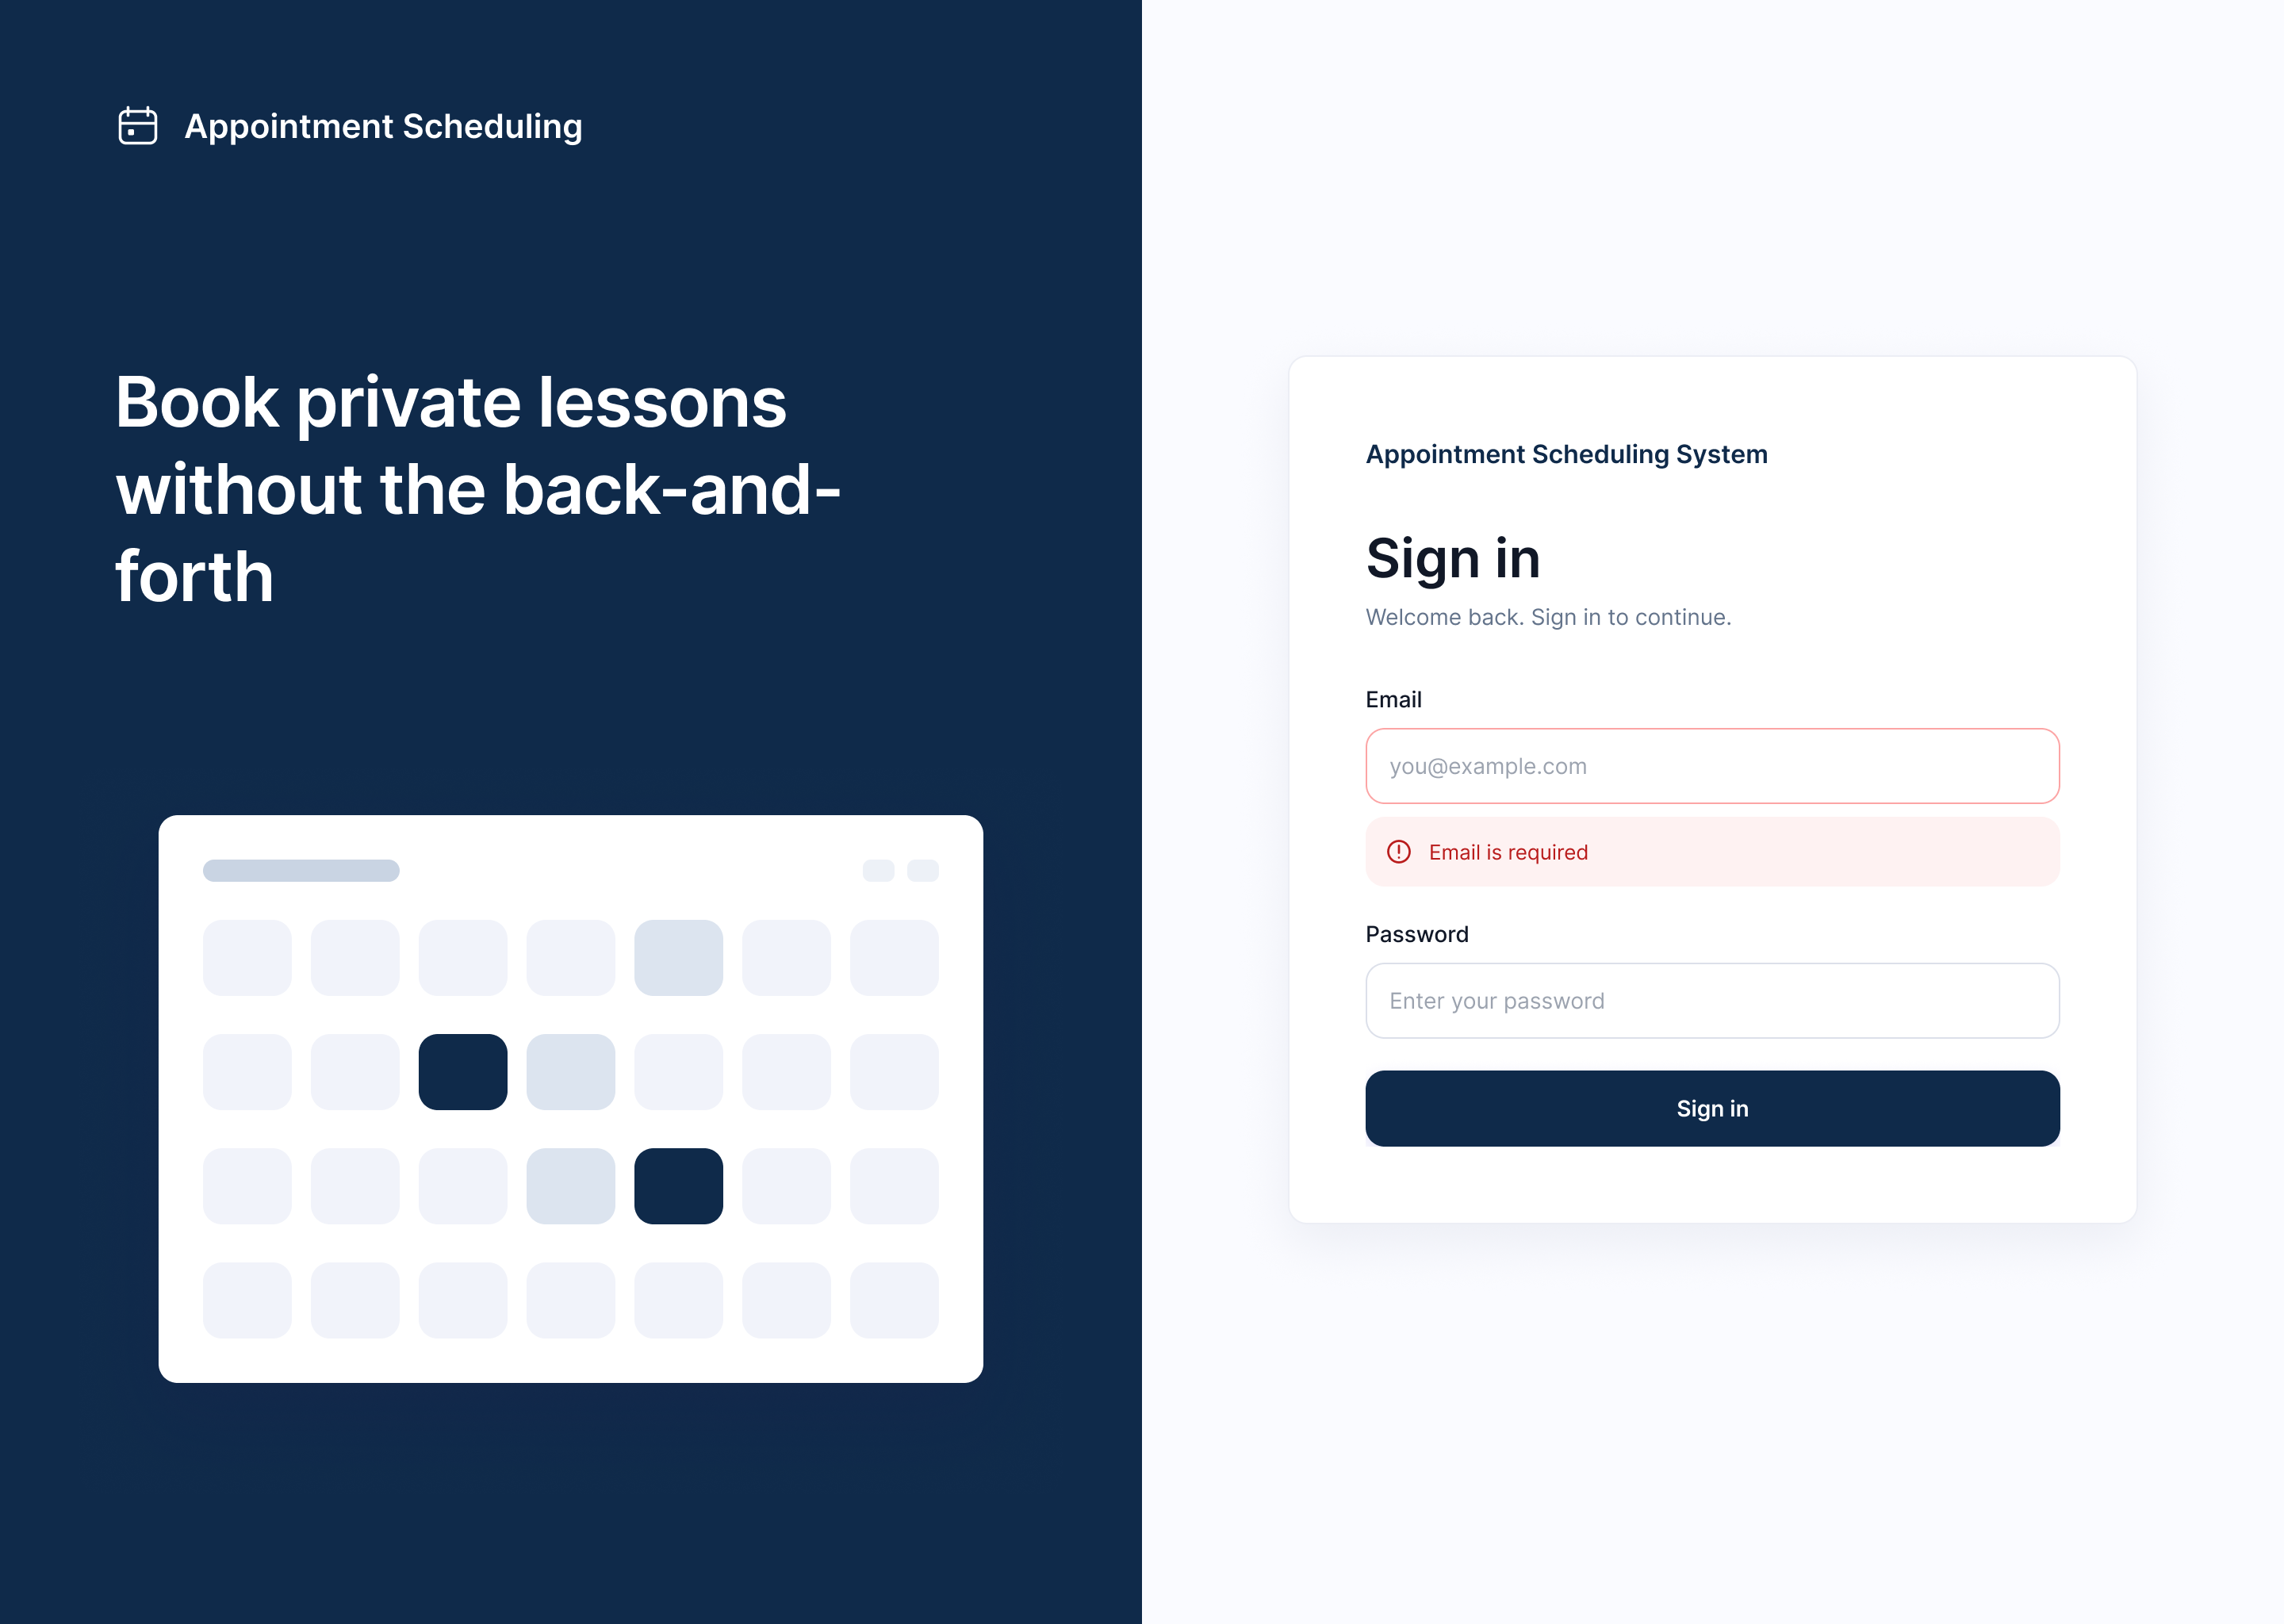 Appointment Scheduling
Book private lessons
without the back-and-
forth
Appointment Scheduling System
Sign in
Welcome back. Sign in to continue.
Email
you@example.com
Email is required
Password
Enter your password
Sign in